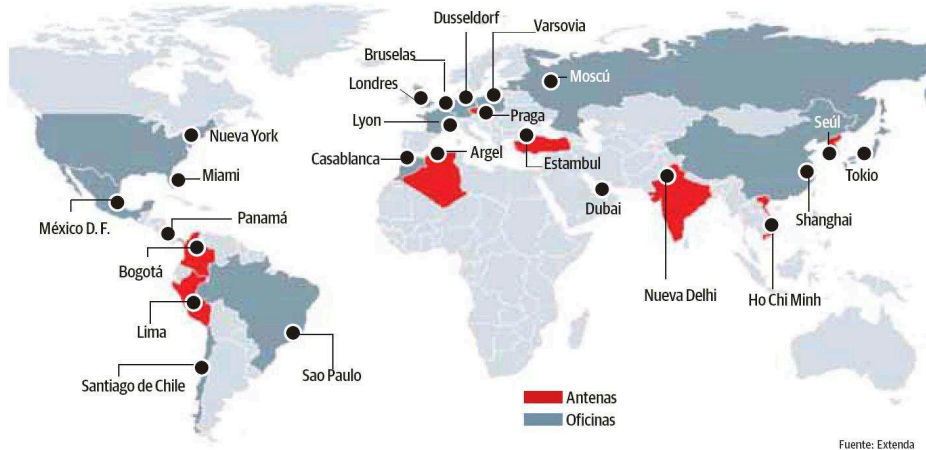 Dusseldorf
Varsovia
Bruselas
Londres
Moscú
Lyon
Praga
Nueva York
Seúl
Casablanca
Argel
Estambul
Tokio
Miami
Dubai
México D. F.
Panamá
Shanghai
Bogotá
Nueva Delhi
Ho Chi Minh
Lima
Sao Paulo
Santiago de Chile
Antenas
Oficinas
Fuente: Extenda